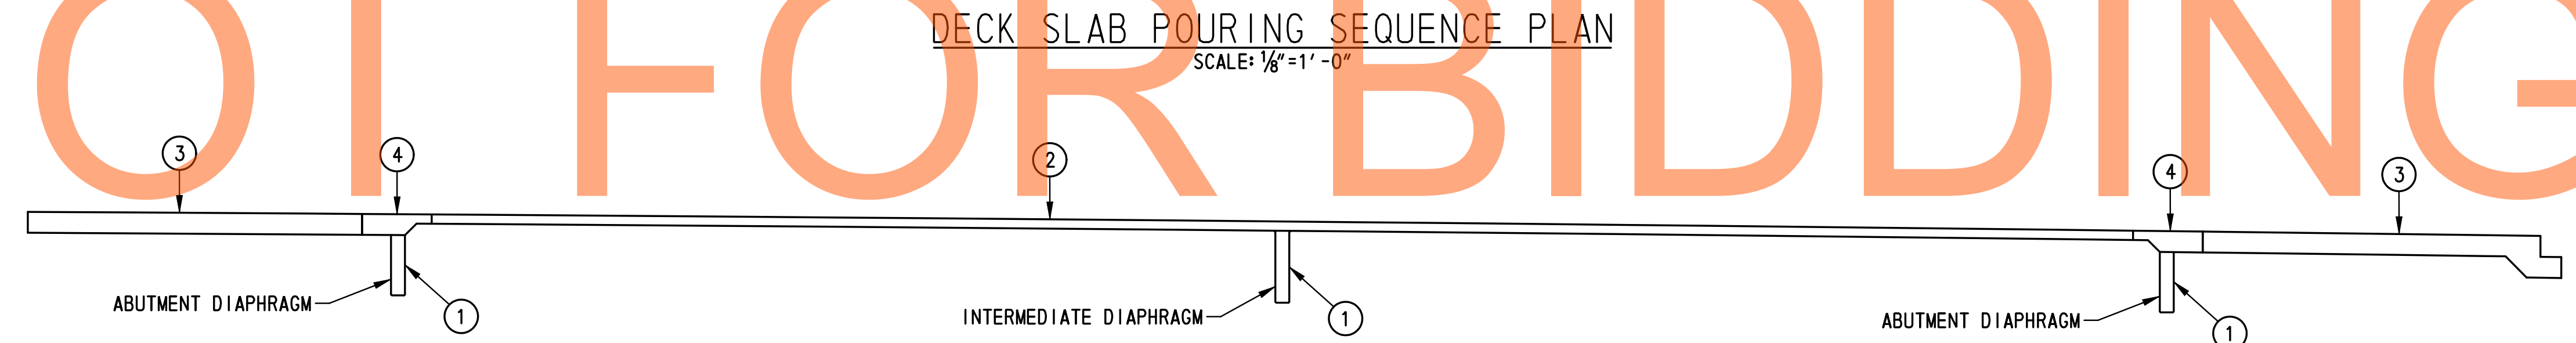 DECK SLAB POURING SEQUENCE PLAN
SCALE: 1/8"=1'-0"
OT FOR BIDDING
3
4
2
4
3
ABUTMENT DIAPHRAGM
1
INTERMEDIATE DIAPHRAGM
1
ABUTMENT DIAPHRAGM
1